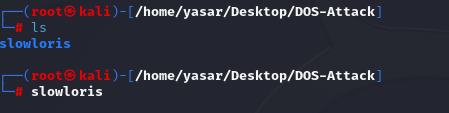 ┌──(root㉿kali)-[/home/yasar/Desktop/DOS-Attack]
└─# ls
slowloris
┌──(root㉿kali)-[/home/yasar/Desktop/DOS-Attack]
└─# slowloris